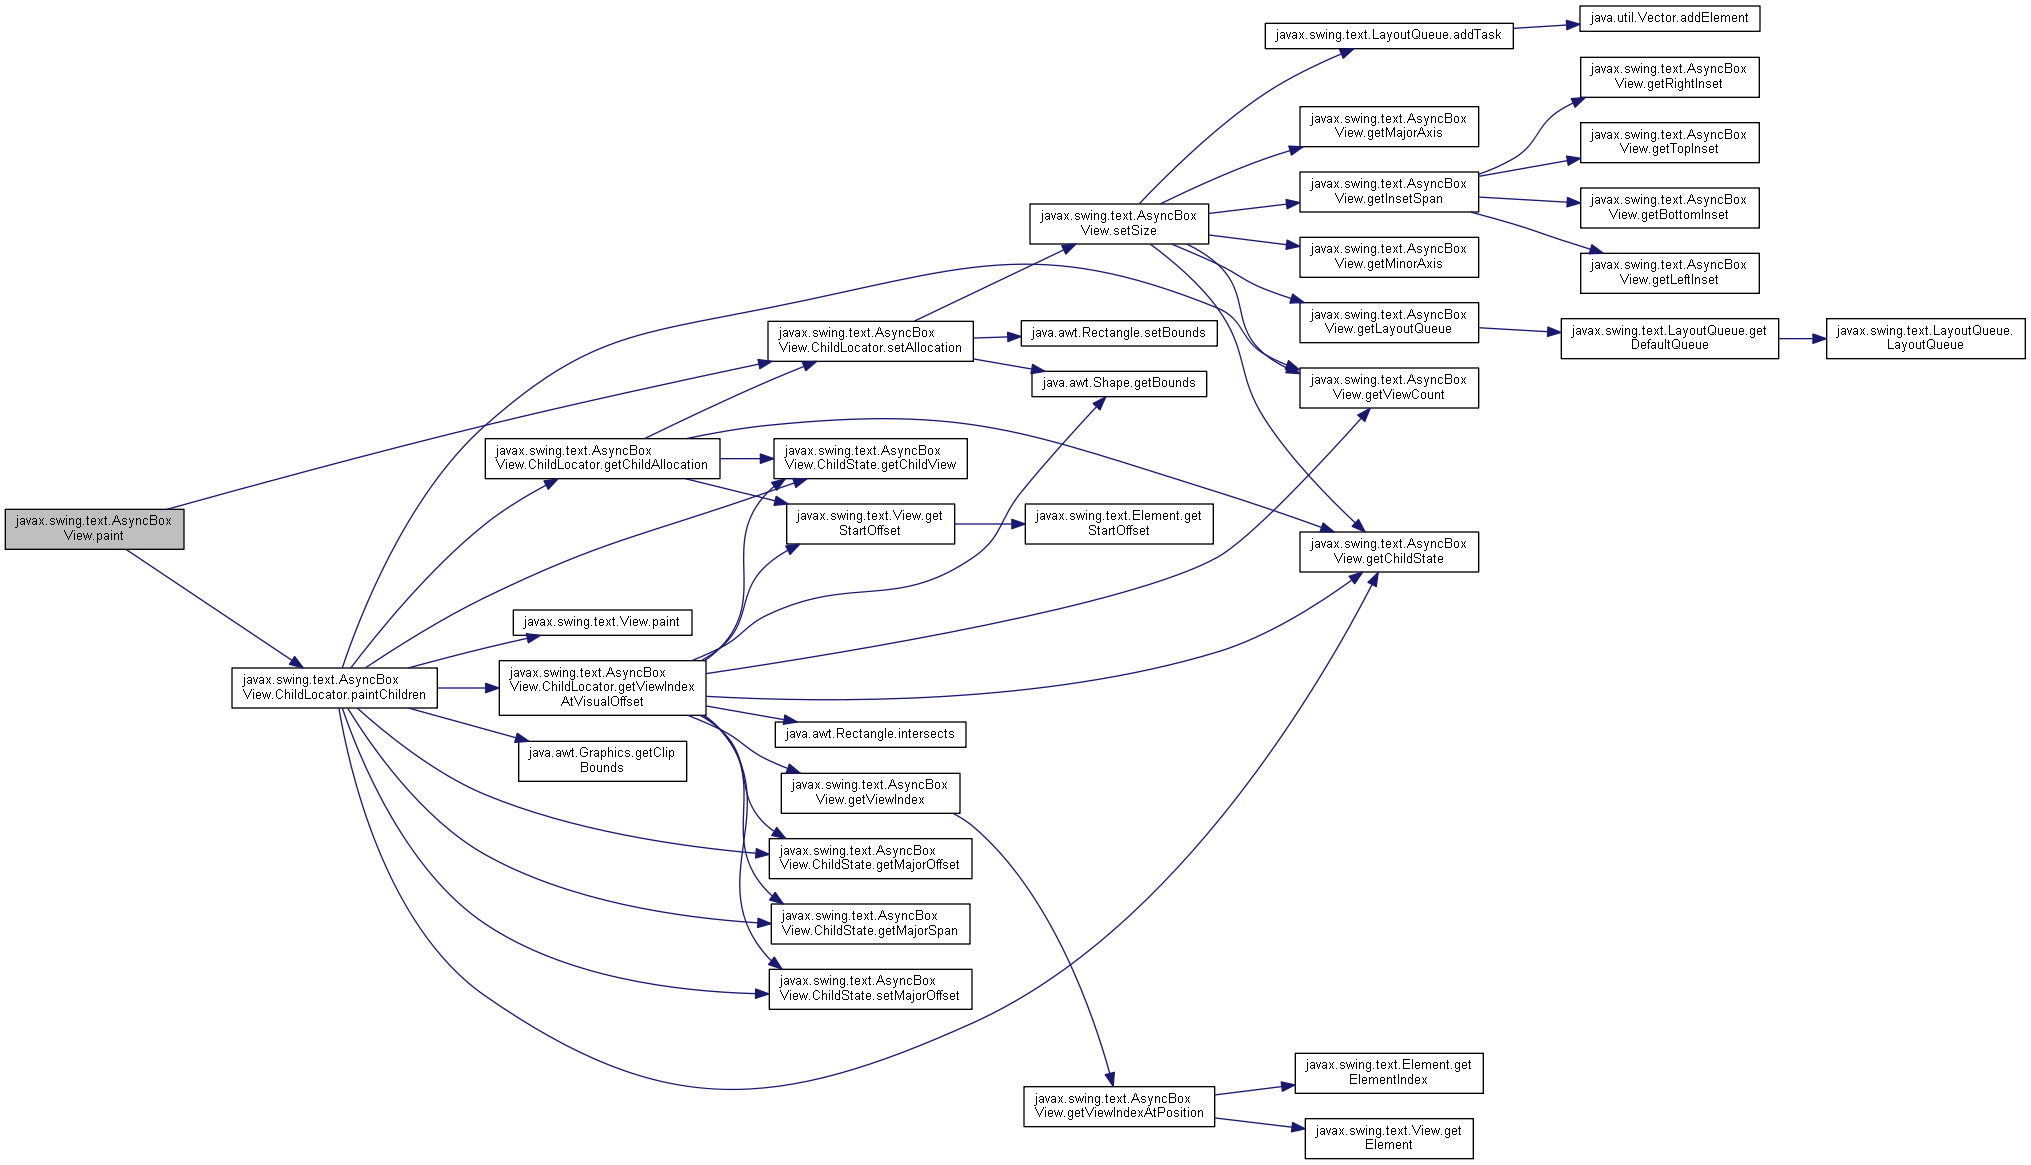 javax.swing.text.AsyncBox
View.paint
javax.swing.text.AsyncBox
View.ChildLocator.paintChildren
javax.swing.text.AsyncBox
View.ChildLocator.getChildAllocation
javax.swing.text.View.paint
javax.swing.text.AsyncBox
View.ChildLocator.getViewIndex
AtVisualOffset
java.awt.Graphics.getClip
Bounds
javax.swing.text.AsyncBox
View.ChildLocator.setAllocation
javax.swing.text.AsyncBox
View.ChildState.getChildView
javax.swing.text.View.get
StartOffset
java.awt.Rectangle.intersects
javax.swing.text.AsyncBox
View.getViewIndex
javax.swing.text.AsyncBox
View.ChildState.getMajorOffset
javax.swing.text.AsyncBox
View.ChildState.getMajorSpan
javax.swing.text.AsyncBox
View.ChildState.setMajorOffset
javax.swing.text.AsyncBox
View.setSize
java.awt.Rectangle.setBounds
java.awt.Shape.getBounds
javax.swing.text.Element.get
StartOffset
javax.swing.text.AsyncBox
View.getViewIndexAtPosition
javax.swing.text.LayoutQueue.addTask
javax.swing.text.AsyncBox
View.getMajorAxis
javax.swing.text.AsyncBox
View.getInsetSpan
javax.swing.text.AsyncBox
View.getMinorAxis
javax.swing.text.AsyncBox
View.getLayoutQueue
javax.swing.text.AsyncBox
View.getViewCount
javax.swing.text.AsyncBox
View.getChildState
javax.swing.text.Element.get
ElementIndex
javax.swing.text.View.get
Element
java.util.Vector.addElement
javax.swing.text.AsyncBox
View.getRightInset
javax.swing.text.AsyncBox
View.getTopInset
javax.swing.text.AsyncBox
View.getBottomInset
javax.swing.text.AsyncBox
View.getLeftInset
javax.swing.text.LayoutQueue.get
DefaultQueue
javax.swing.text.LayoutQueue.
LayoutQueue